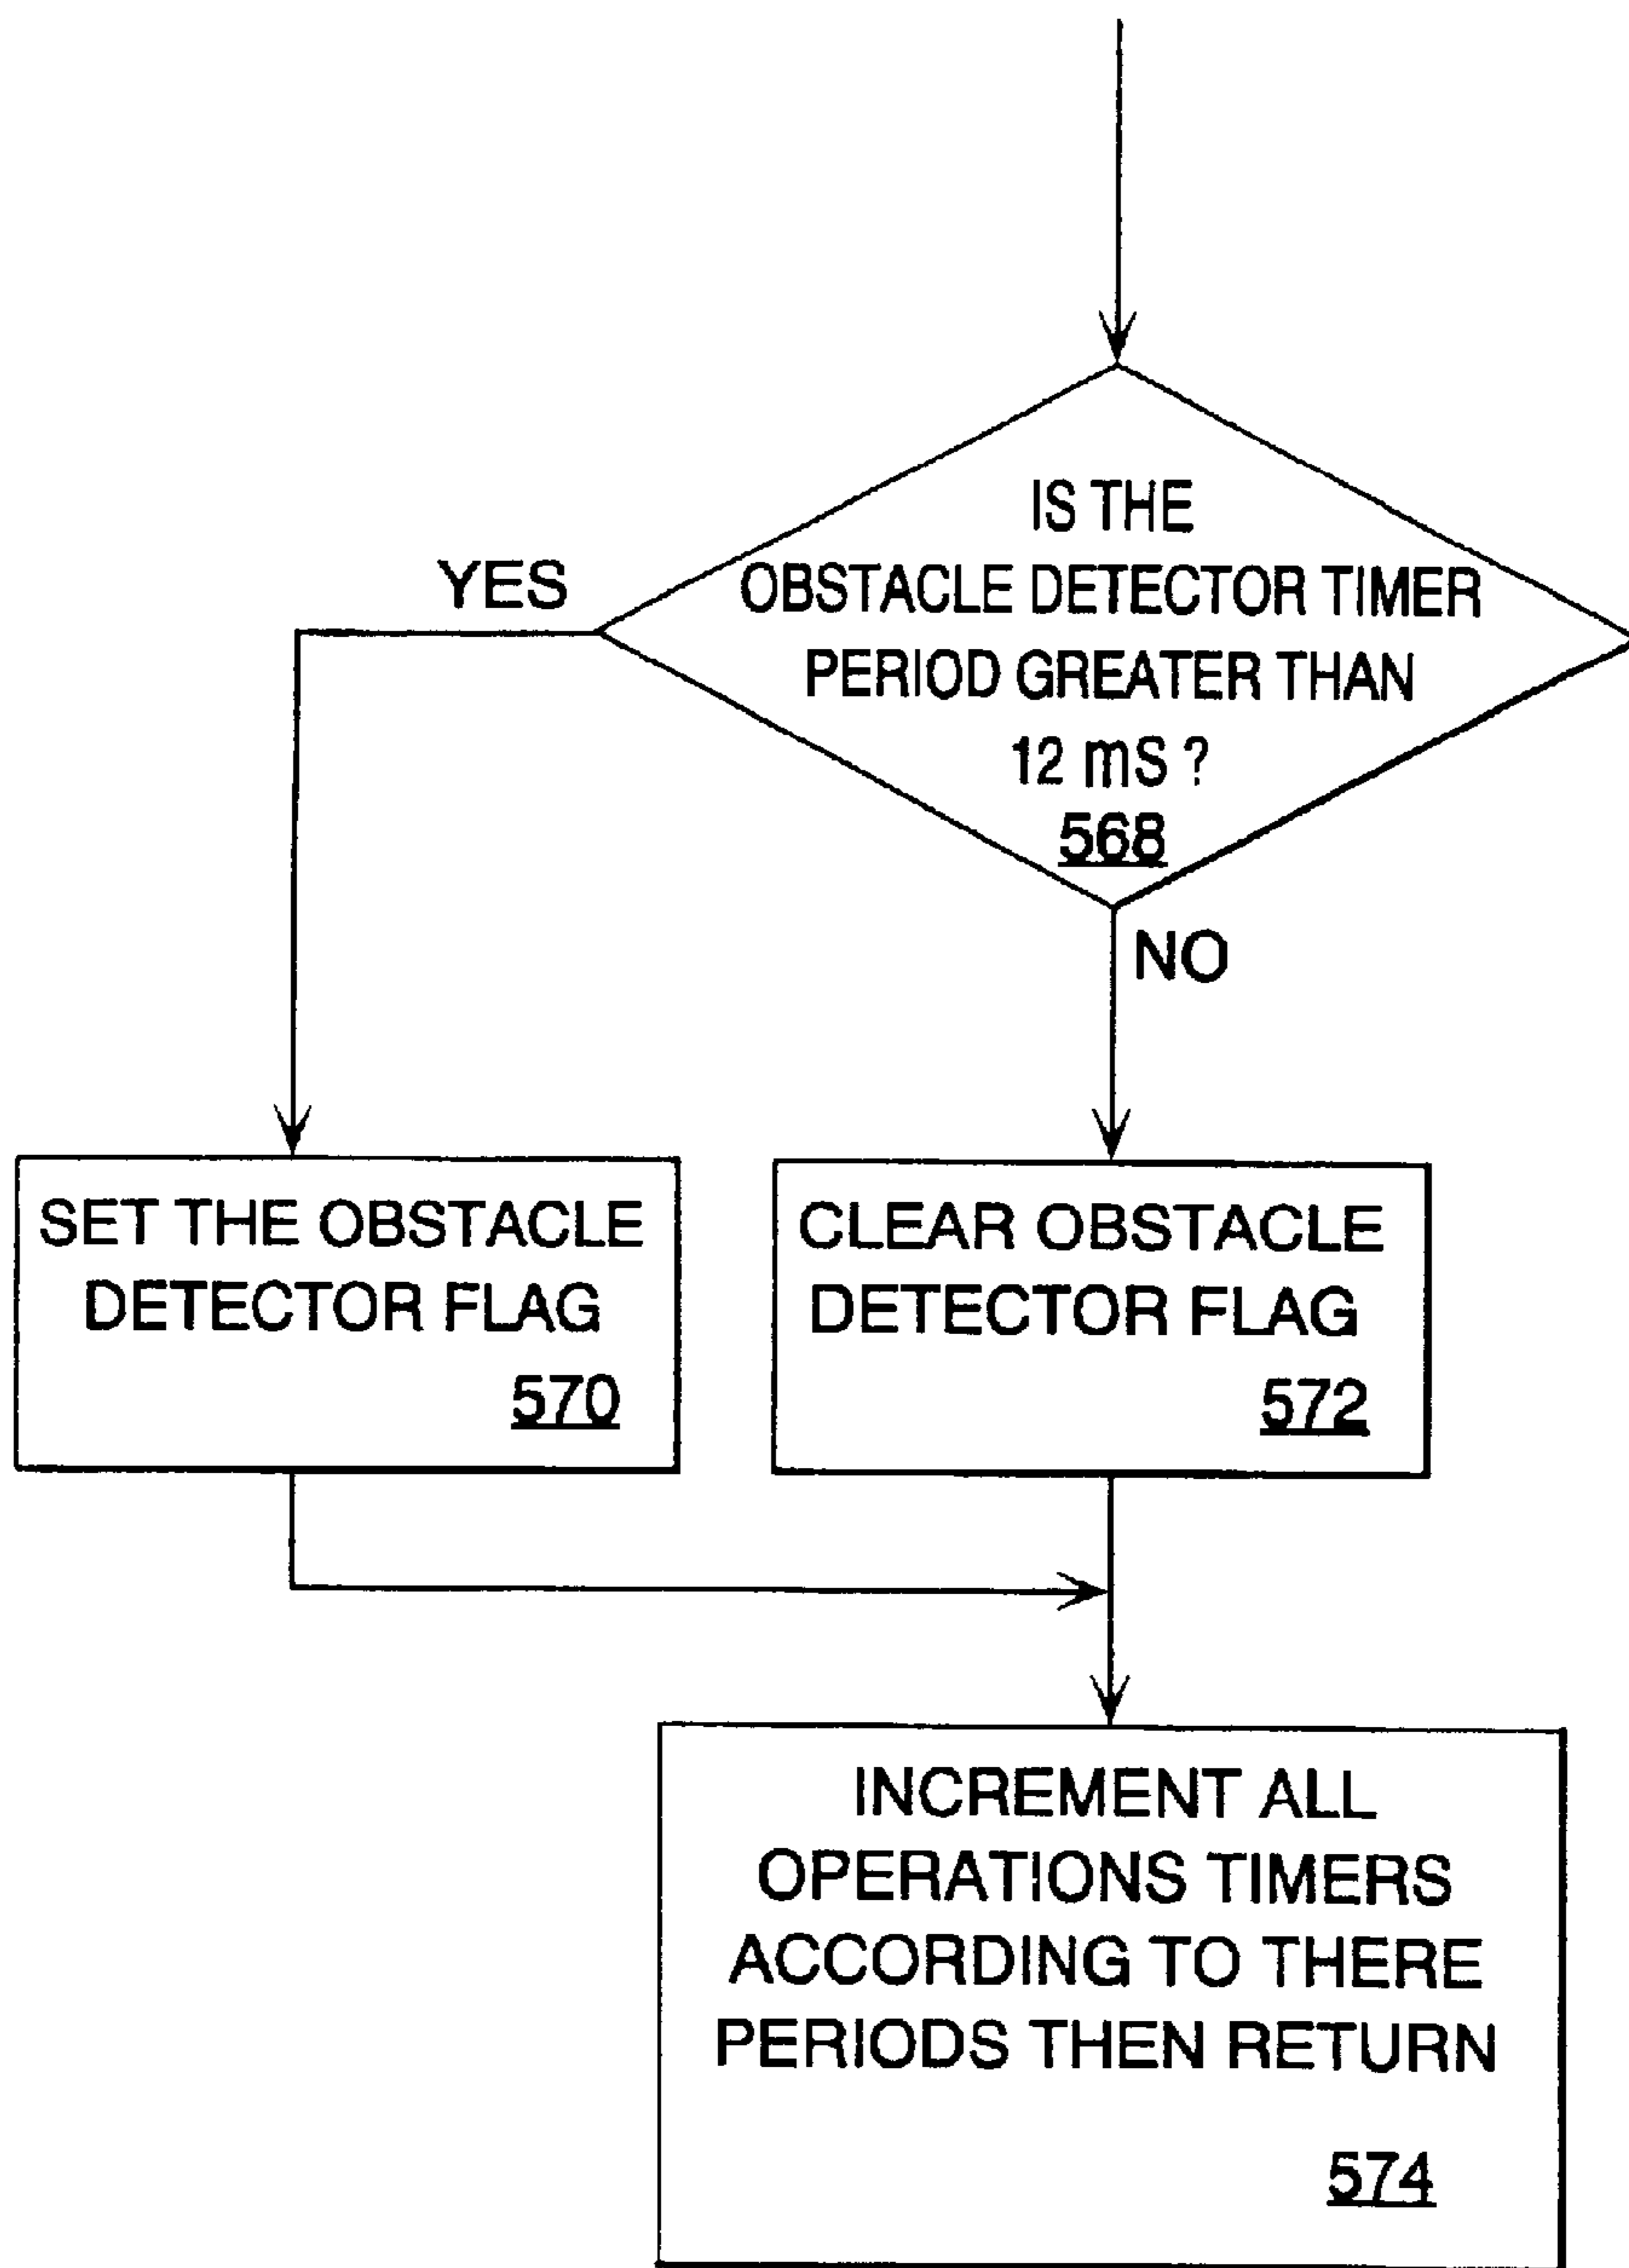 IS THE
OBSTACLE DETECTOR TIMER
PERIOD GREATER THAN
12 mS ?
568
YES
NO
SET THE OBSTACLE
DETECTOR FLAG
570
CLEAR OBSTACLE
DETECTOR FLAG
572
INCREMENT ALL
OPERATIONS TIMERS
ACCORDING TO THERE
PERIODS THEN RETURN
574